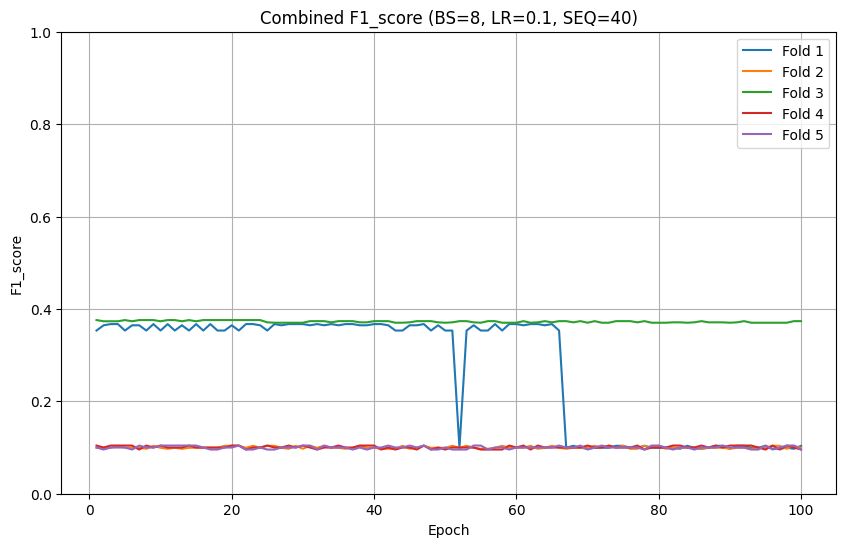 Combined F1_score (BS=8, LR=0.1, SEQ=40)
1.0
0.8
0.6
0.4
0.2
0.0
F1_score
0
20
40
60
80
100
Epoch
Fold 1
Fold 2
Fold 3
Fold 4
Fold 5